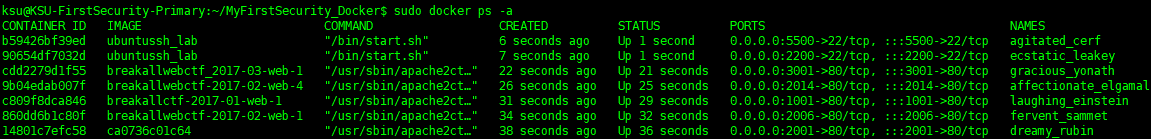 ksu@KSU-FirstSecurity-Primary:~/MyFirstSecurity_Docker$ sudo docker ps -a
CONTAINER ID   IMAGE                         COMMAND                  CREATED          STATUS          PORTS                                   NAMES
b59426bf39ed   ubuntussh_lab                 "/bin/start.sh"          6 seconds ago    Up 1 second     0.0.0.0:5500->22/tcp, :::5500->22/tcp   agitated_cerf
90654df7032d   ubuntussh_lab                 "/bin/start.sh"          7 seconds ago    Up 1 second     0.0.0.0:2200->22/tcp, :::2200->22/tcp   ecstatic_leakey
cdd2279d1f55   breakallwebctf_2017-03-web-1   "/usr/sbin/apache2ct…"   22 seconds ago   Up 21 seconds   0.0.0.0:3001->80/tcp, :::3001->80/tcp   gracious_yonath
9b04edab007f   breakallwebctf-2017-02-web-4   "/usr/sbin/apache2ct…"   26 seconds ago   Up 25 seconds   0.0.0.0:2014->80/tcp, :::2014->80/tcp   affectionate_elgamal
c809f8dca846   breakallctf-2017-01-web-1     "/usr/sbin/apache2ct…"   31 seconds ago   Up 29 seconds   0.0.0.0:1001->80/tcp, :::1001->80/tcp   laughing_einstein
860dd6b1c80f   breakallwebctf-2017-02-web-1   "/usr/sbin/apache2ct…"   34 seconds ago   Up 32 seconds   0.0.0.0:2006->80/tcp, :::2006->80/tcp   fervent_sammet
14801c7efc58   ca0736c01c64                  "/usr/sbin/apache2ct…"   38 seconds ago   Up 36 seconds   0.0.0.0:2001->80/tcp, :::2001->80/tcp   dreamy_rubin